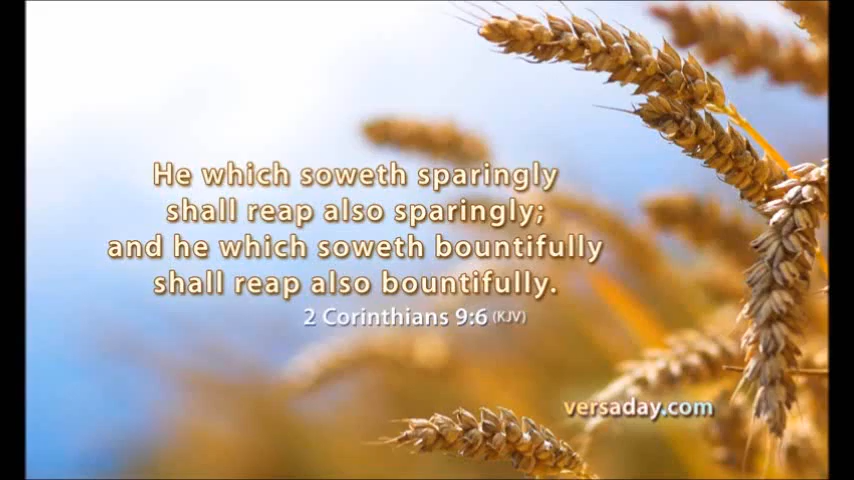 He which soweth sparingly
shall reap also sparingly;
and he which soweth bountifully
shall reap also bountifully.
2 Corinthians 9:6 (KJV)
versaday.com